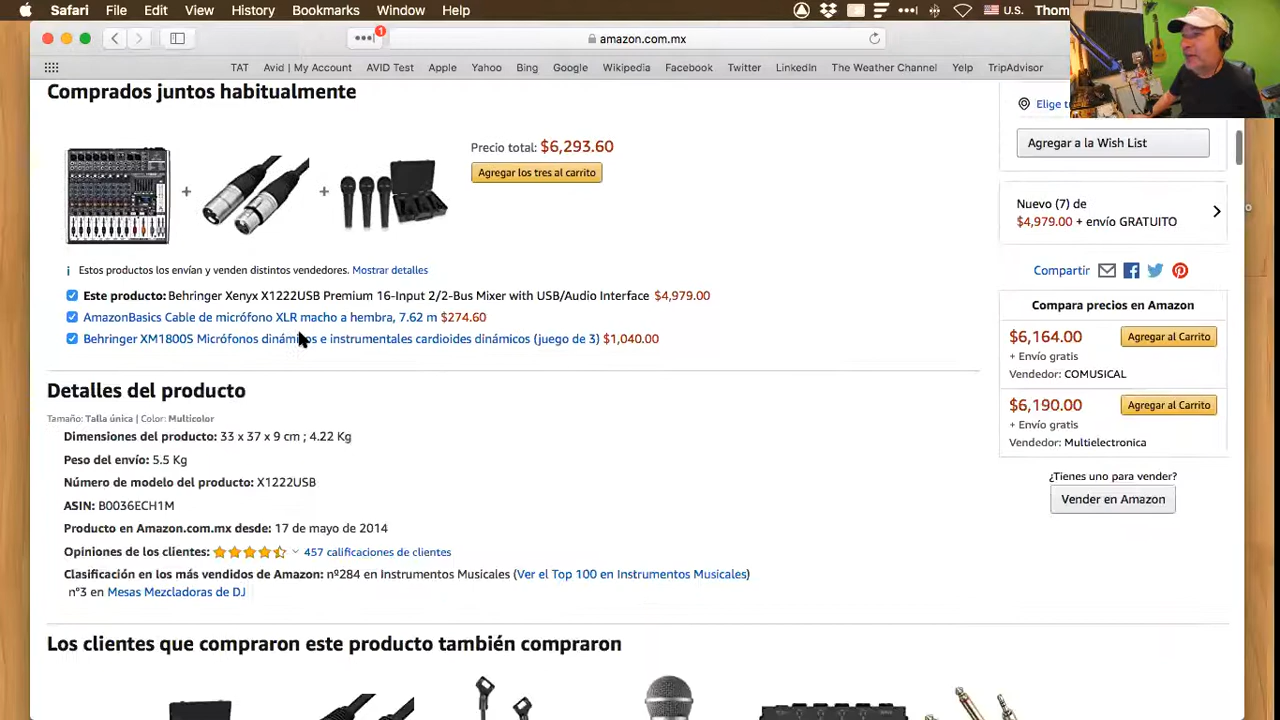 Safari File Edit View History Bookmarks Window Help U.S. Thom
1 amazon.com.mx
TAT Avid | My Account AVID Test Apple Yahoo Bing Google Wikipedia Facebook Twitter LinkedIn The Weather Channel Yelp TripAdvisor
Comprados juntos habitualmente
Precio total: $6,293.60
Agregar los tres al carrito
+ +
Estos productos los envían y venden distintos vendedores. Mostrar detalles
Este producto: Behringer Xenyx X1222USB Premium 16-Input 2/2-Bus Mixer with USB/Audio Interface $4,979.00
AmazonBasics Cable de micrófono XLR macho a hembra, 7.62 m $274.60
Behringer XM1800S Micrófonos dinámicos e instrumentales cardioides dinámicos (juego de 3) $1,040.00
Detalles del producto
Tamaño: Talla única | Color: Multicolor
Dimensiones del producto: 33 x 37 x 9 cm ; 4.22 Kg
Peso del envío: 5.5 Kg
Número de modelo del producto: X1222USB
ASIN: B0036ECH1M
Producto en Amazon.com.mx desde: 17 de mayo de 2014
Opiniones de los clientes: 457 calificaciones de clientes
Clasificación en los más vendidos de Amazon: nº284 en Instrumentos Musicales (Ver el Top 100 en Instrumentos Musicales)
nº3 en Mesas Mezcladoras de DJ
Los clientes que compraron este producto también compraron
Elige t
Agregar a la Wish List
Nuevo (7) de
$4,979.00 + envío GRATUITO
Compartir
Compara precios en Amazon
$6,164.00 Agregar al Carrito
+ Envío gratis
Vendedor: COMUSICAL
$6,190.00 Agregar al Carrito
+ Envío gratis
Vendedor: Multielectronica
¿Tienes uno para vender?
Vender en Amazon